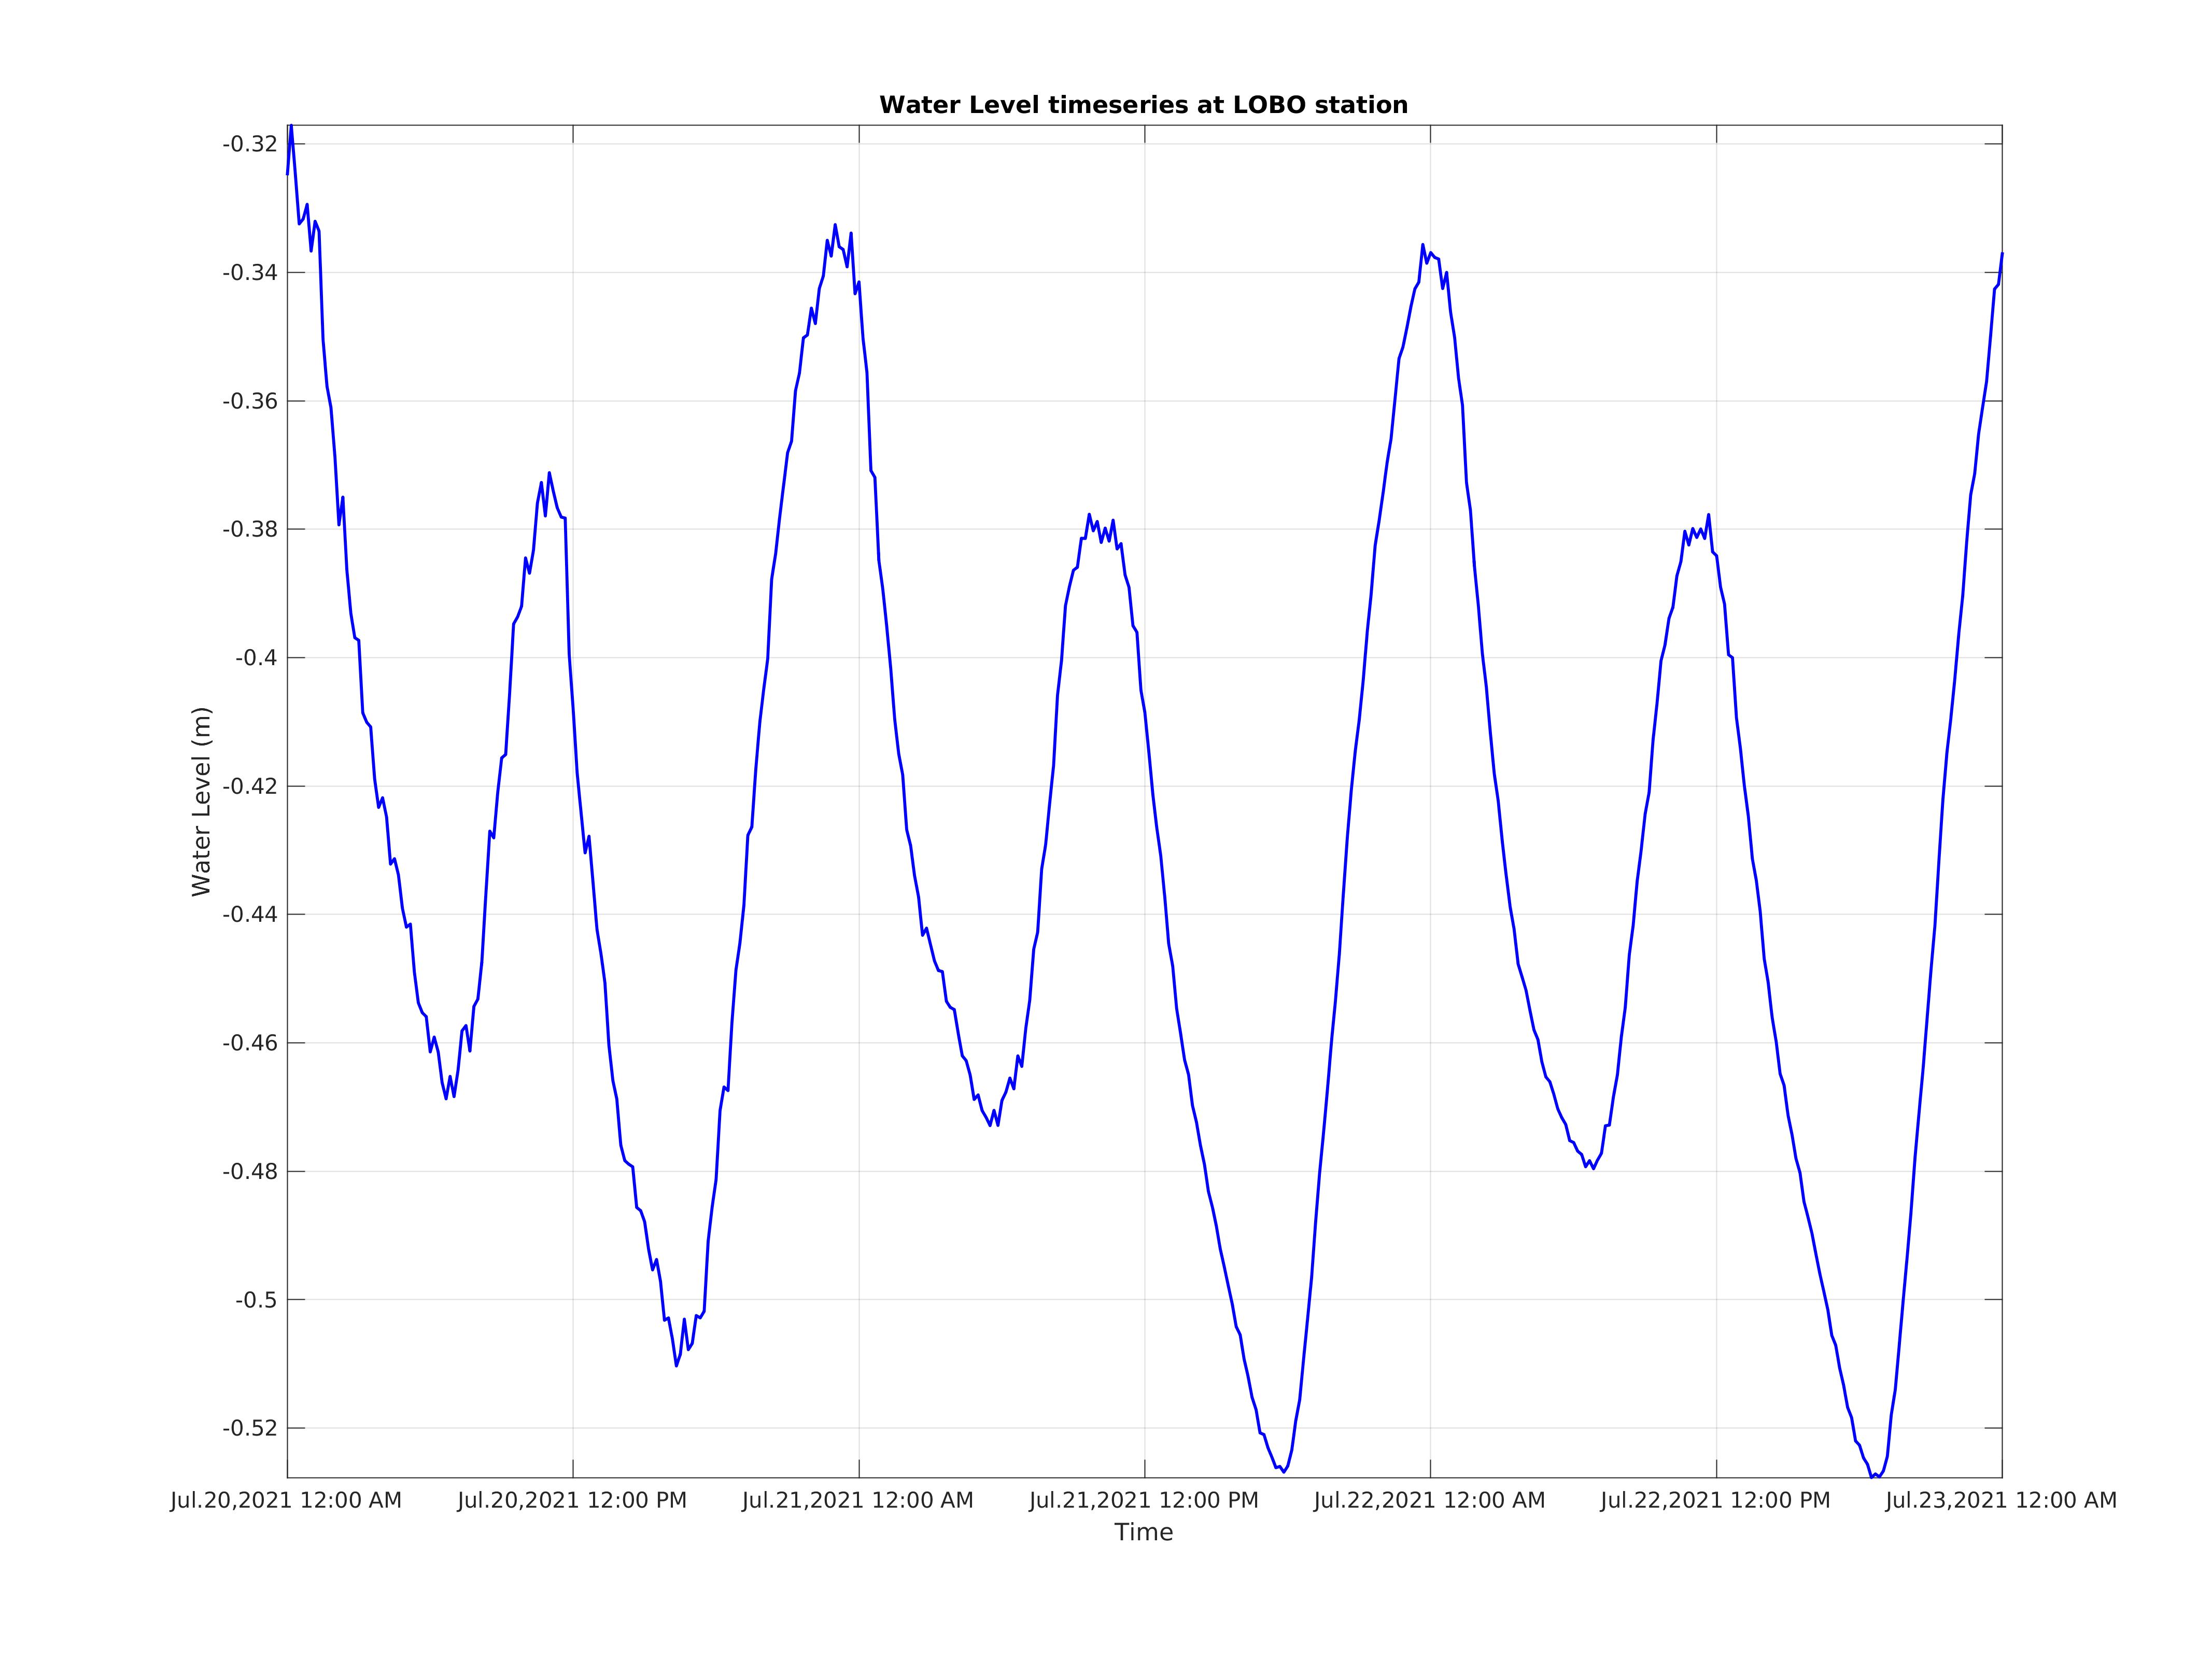 Water Level timeseries at LOBO station
-0.32
-0.34
-0.36
-0.38
-0.4
-0.42
-0.44
-0.46
-0.48
-0.5
-0.52
Water Level (m)
Jul.20,2021 12:00 AM Jul.20,2021 12:00 PM Jul.21,2021 12:00 AM Jul.21,2021 12:00 PM Jul.22,2021 12:00 AM Jul.22,2021 12:00 PM Jul.23,2021 12:00 AM
Time